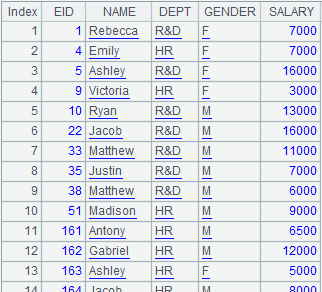 Index EID NAME DEPT GENDER SALARY
1 1 Rebecca R&D F 7000
2 4 Emily HR F 7000
3 5 Ashley R&D F 16000
4 9 Victoria HR F 3000
5 10 Ryan R&D M 13000
6 22 Jacob R&D M 16000
7 33 Matthew R&D M 11000
8 35 Justin R&D M 7000
9 38 Matthew R&D M 6000
10 51 Madison HR M 9000
11 161 Antony HR M 6500
12 162 Gabriel HR M 12000
13 163 Ashley HR F 5000
14 164 Jacob HR M 8000